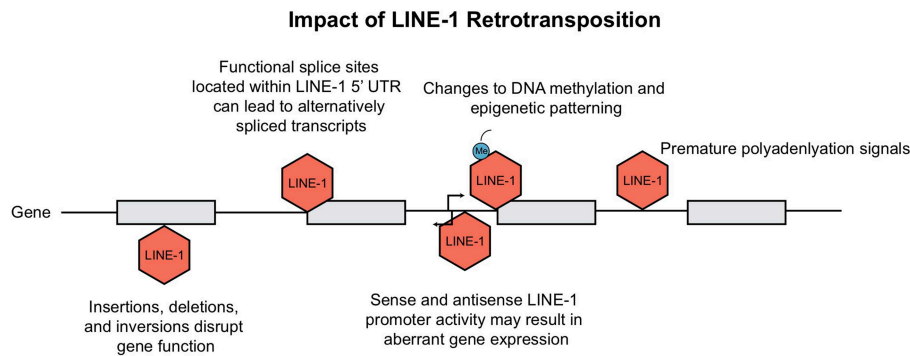 Impact of LINE-1 Retrotransposition
Functional splice sites
located within LINE-1 5’ UTR
can lead to alternatively
spliced transcripts
Changes to DNA methylation and
epigenetic patterning
Me
Premature polyadenlyation signals
LINE-1
LINE-1
LINE-1
Gene
LINE-1
LINE-1
Insertions, deletions,
and inversions disrupt
gene function
Sense and antisense LINE-1
promoter activity may result in
aberrant gene expression